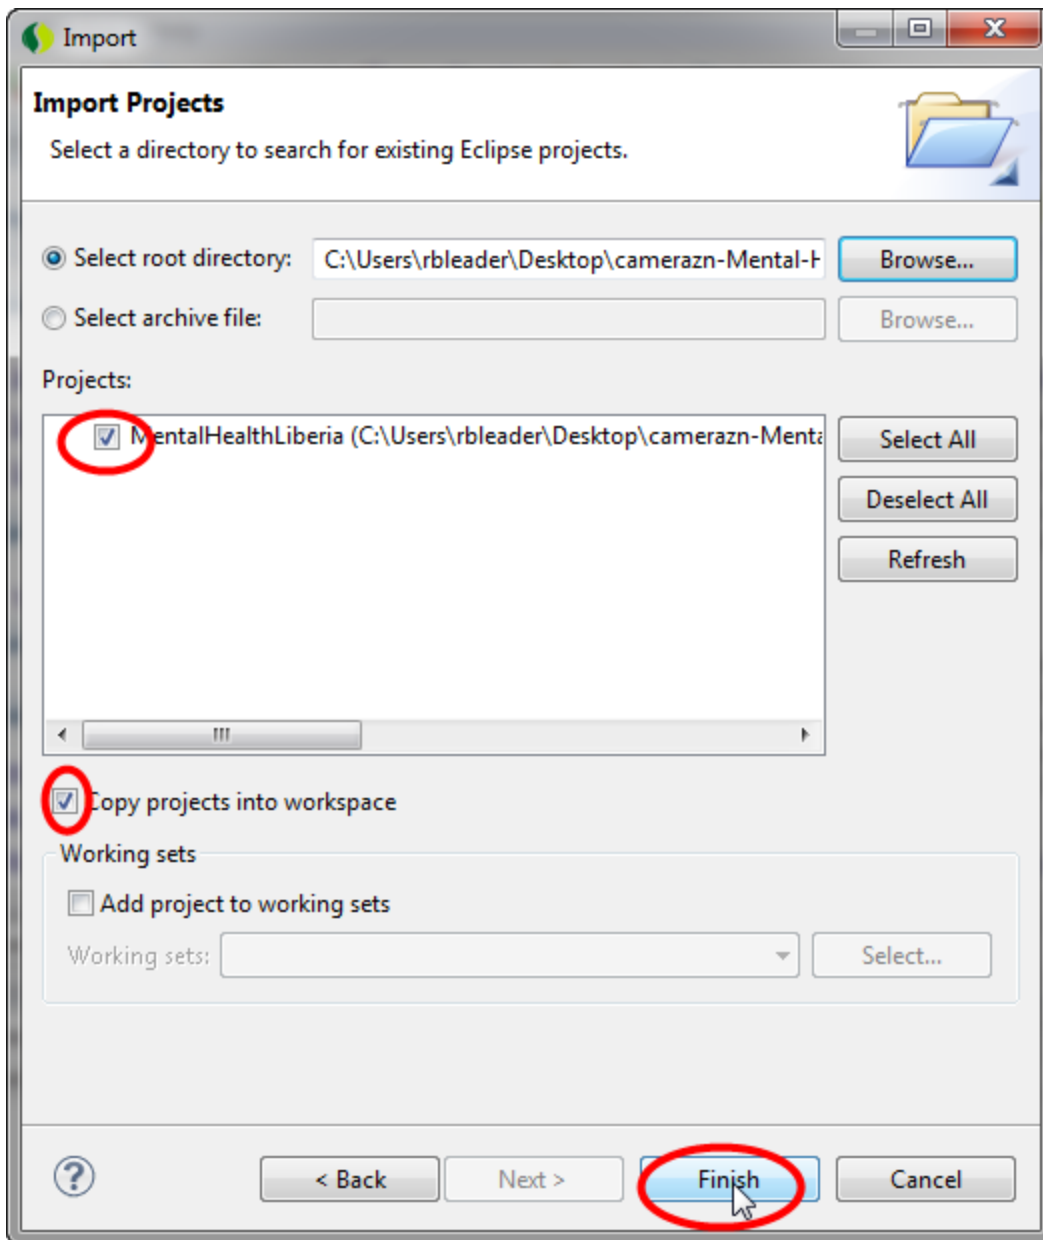 Import
Import Projects
Select a directory to search for existing Eclipse projects.
Select root directory: C:\Users\rbleader\Desktop\camerazn-Mental-H Browse...
Select archive file: Browse...
Projects:
MentalHealthLiberia (C:\Users\rbleader\Desktop\camerazn-Menta Select All
Deselect All
Refresh
Copy projects into workspace
Working sets
Add project to working sets
Working sets: Select...
? < Back Next > Finish Cancel